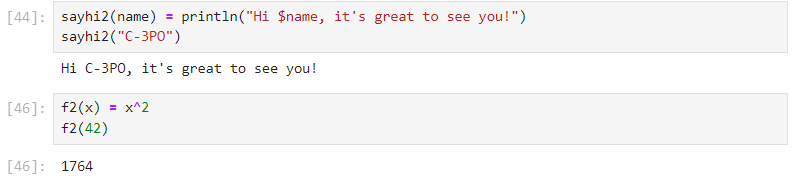 [44]: sayhi2(name) = println("Hi $name, it's great to see you!")
sayhi2("C-3PO")
Hi C-3PO, it's great to see you!
[46]: f2(x) = x^2
f2(42)
[46]: 1764